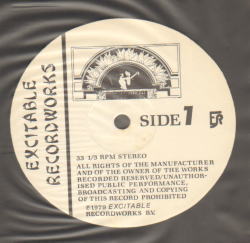 EXCITABLE
RECORDWORKS
SIDE 1
33 1/3 RPM STEREO
ALL RIGHTS OF THE MANUFACTURER
AND OF THE OWNER OF THE WORKS
RECORDED RESERVED/UNAUTHOR-
ISED PUBLIC PERFORMANCE,
BROADCASTING AND COPYING
OF THIS RECORD PROHIBITED
©1979 EXCITABLE
RECORDWORKS B.V.